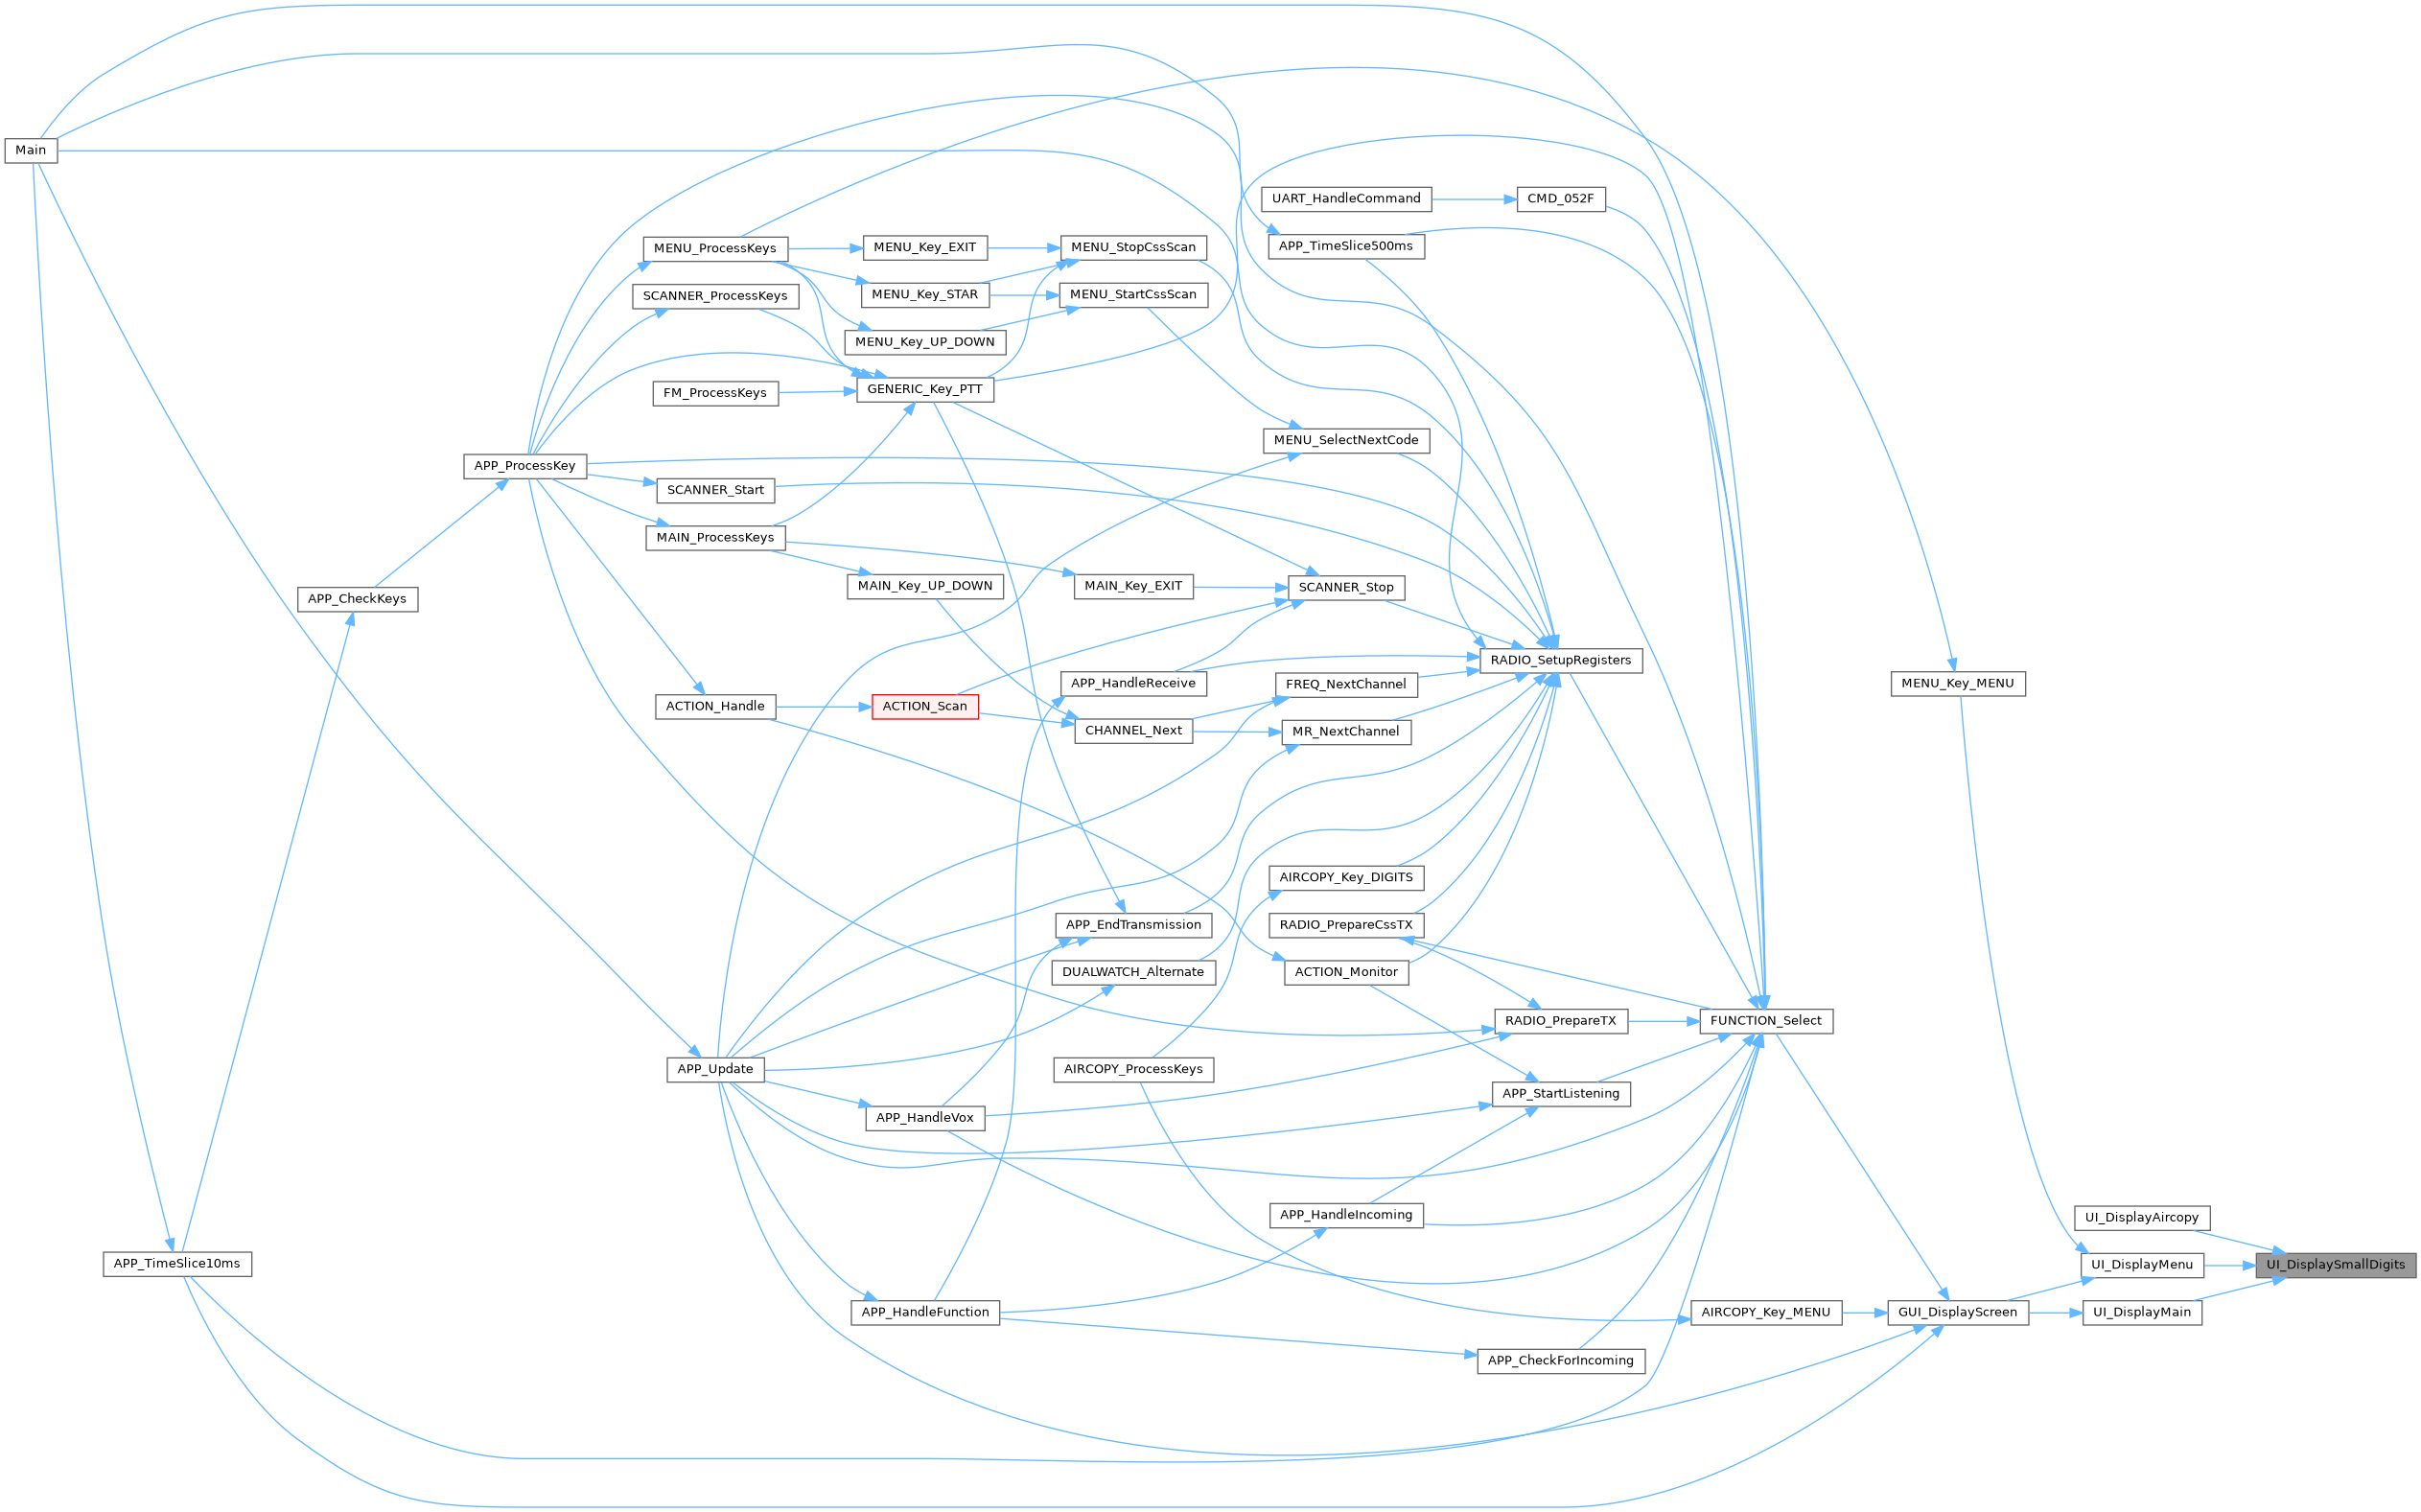 Main
UART_HandleCommand
CMD_052F
APP_TimeSlice500ms
MENU_ProcessKeys
MENU_Key_EXIT
MENU_StopCssScan
SCANNER_ProcessKeys
MENU_Key_STAR
MENU_StartCssScan
MENU_Key_UP_DOWN
FM_ProcessKeys
GENERIC_Key_PTT
MENU_SelectNextCode
APP_ProcessKey
SCANNER_Start
MAIN_ProcessKeys
APP_CheckKeys
MAIN_Key_UP_DOWN
MAIN_Key_EXIT
SCANNER_Stop
RADIO_SetupRegisters
APP_HandleReceive
FREQ_NextChannel
MENU_Key_MENU
ACTION_Handle
ACTION_Scan
CHANNEL_Next
MR_NextChannel
AIRCOPY_Key_DIGITS
APP_EndTransmission
RADIO_PrepareCssTX
DUALWATCH_Alternate
ACTION_Monitor
RADIO_PrepareTX
FUNCTION_Select
APP_Update
AIRCOPY_ProcessKeys
APP_StartListening
APP_HandleVox
APP_HandleIncoming
UI_DisplayAircopy
APP_TimeSlice10ms
UI_DisplayMenu
UI_DisplaySmallDigits
APP_HandleFunction
AIRCOPY_Key_MENU
GUI_DisplayScreen
UI_DisplayMain
APP_CheckForIncoming